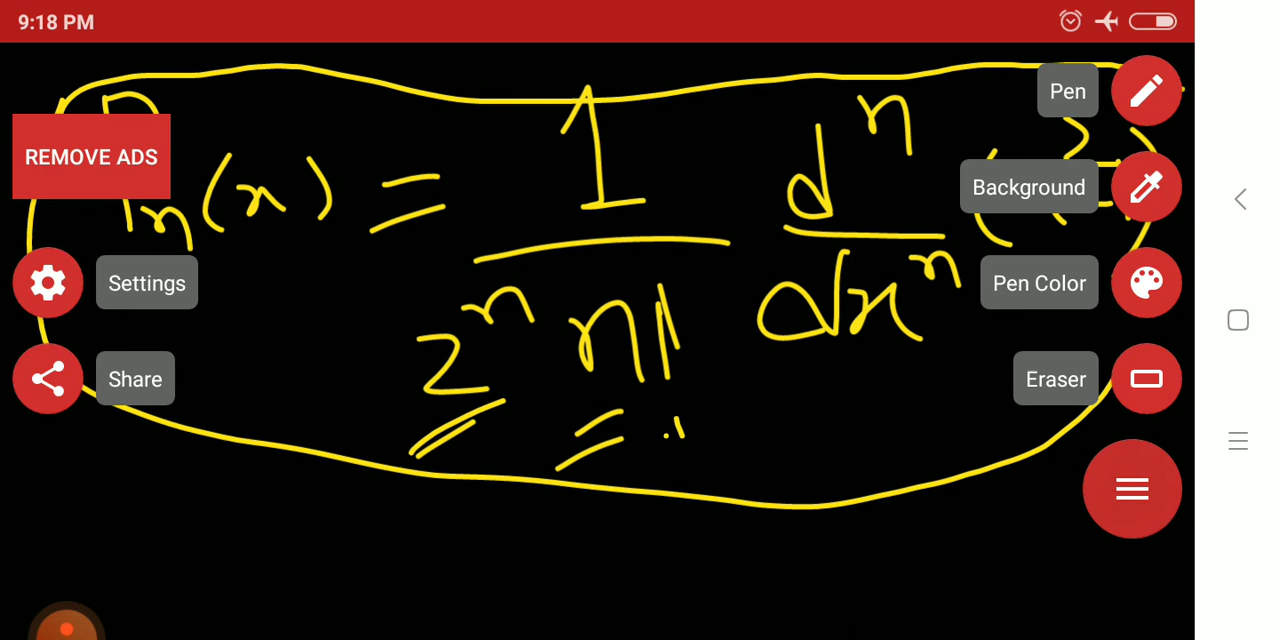 9:18 PM
Pen
REMOVE ADS
Pₙ(x) = 1 / 2ⁿ n! dⁿ / dxⁿ (
Background
Settings
Pen Color
Share
Eraser